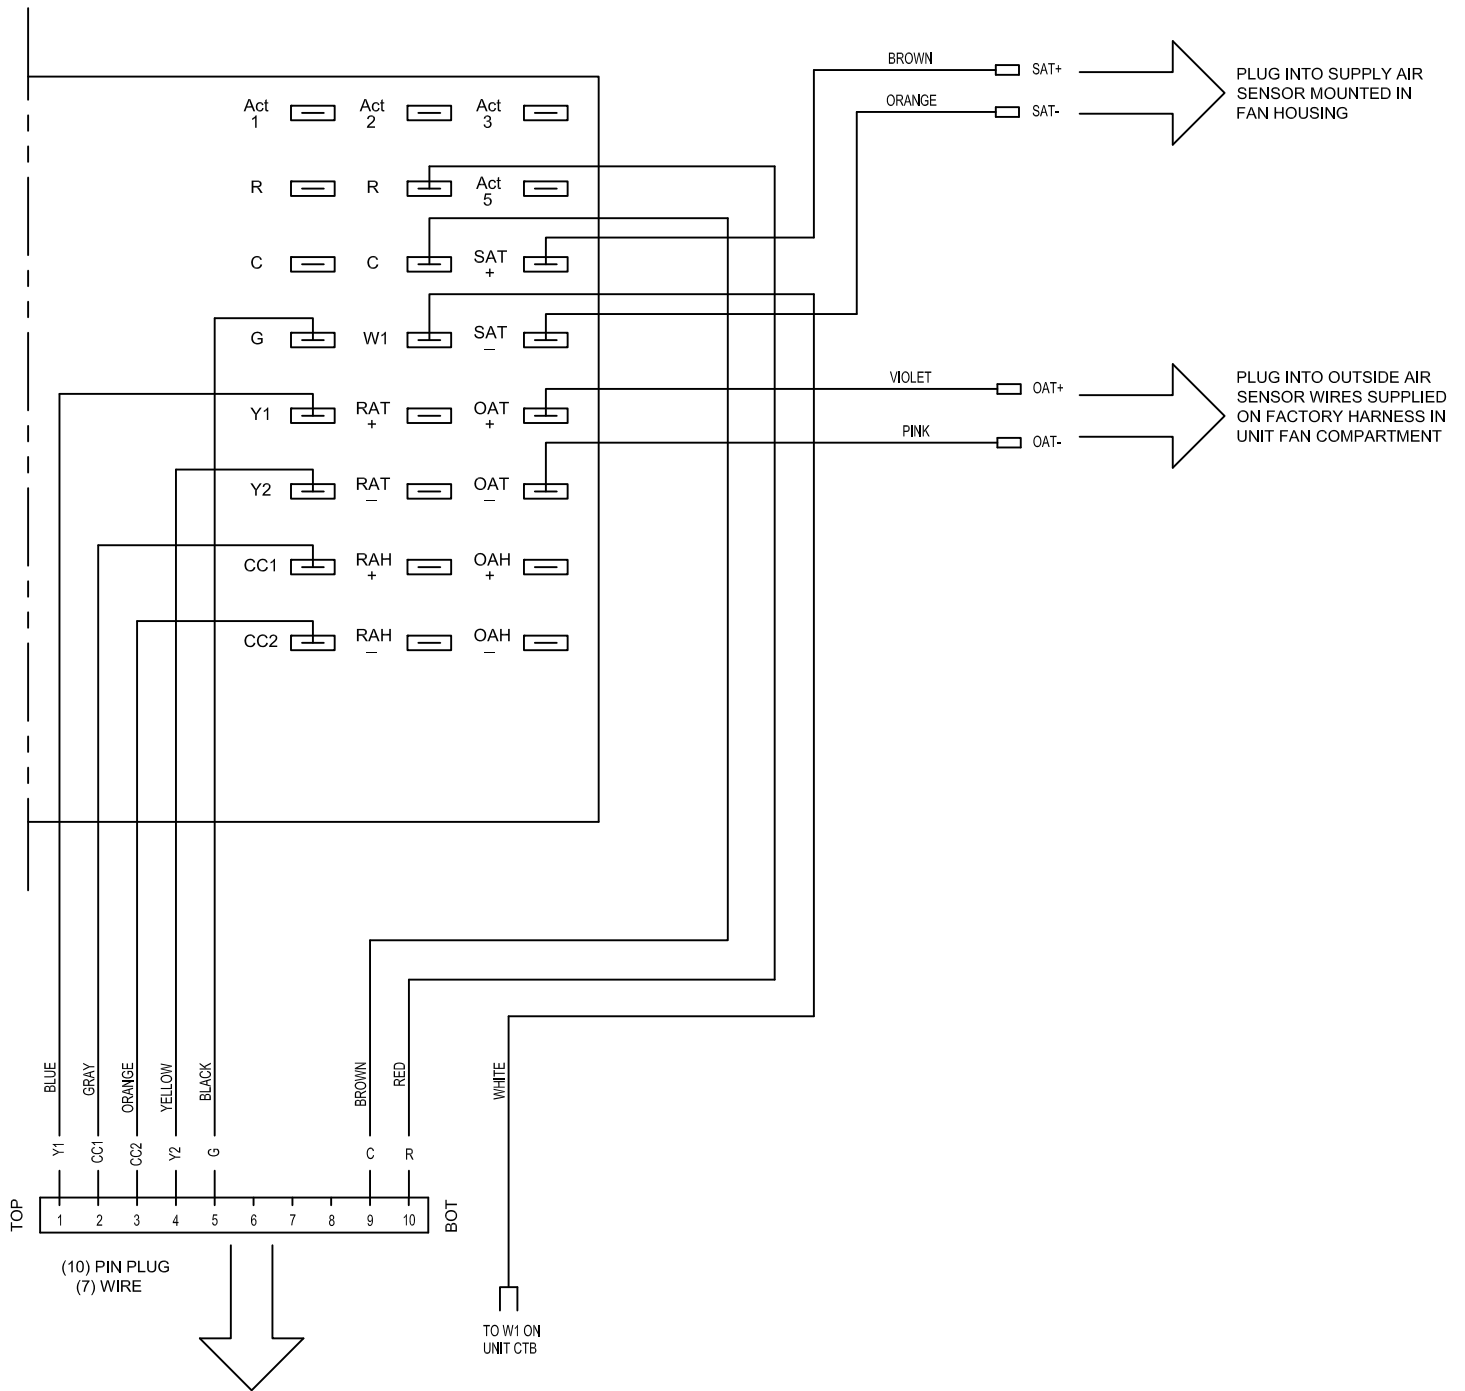 BROWN
SAT+
ORANGE
SAT-
PLUG INTO SUPPLY AIR
SENSOR MOUNTED IN
FAN HOUSING
Act
1
Act
2
Act
3
R
R
Act
5
C
C
SAT
+
G
W1
SAT
_
VIOLET
OAT+
PINK
OAT-
PLUG INTO OUTSIDE AIR
SENSOR WIRES SUPPLIED
ON FACTORY HARNESS IN
UNIT FAN COMPARTMENT
Y1
RAT
+
OAT
+
Y2
RAT
_
OAT
_
CC1
RAH
+
OAH
+
CC2
RAH
_
OAH
_
BLUE
GRAY
ORANGE
YELLOW
BLACK
BROWN
RED
WHITE
Y1
CC1
CC2
Y2
G
C
R
TOP
1
2
3
4
5
6
7
8
9
10
BOT
(10) PIN PLUG
(7) WIRE
TO W1 ON
UNIT CTB